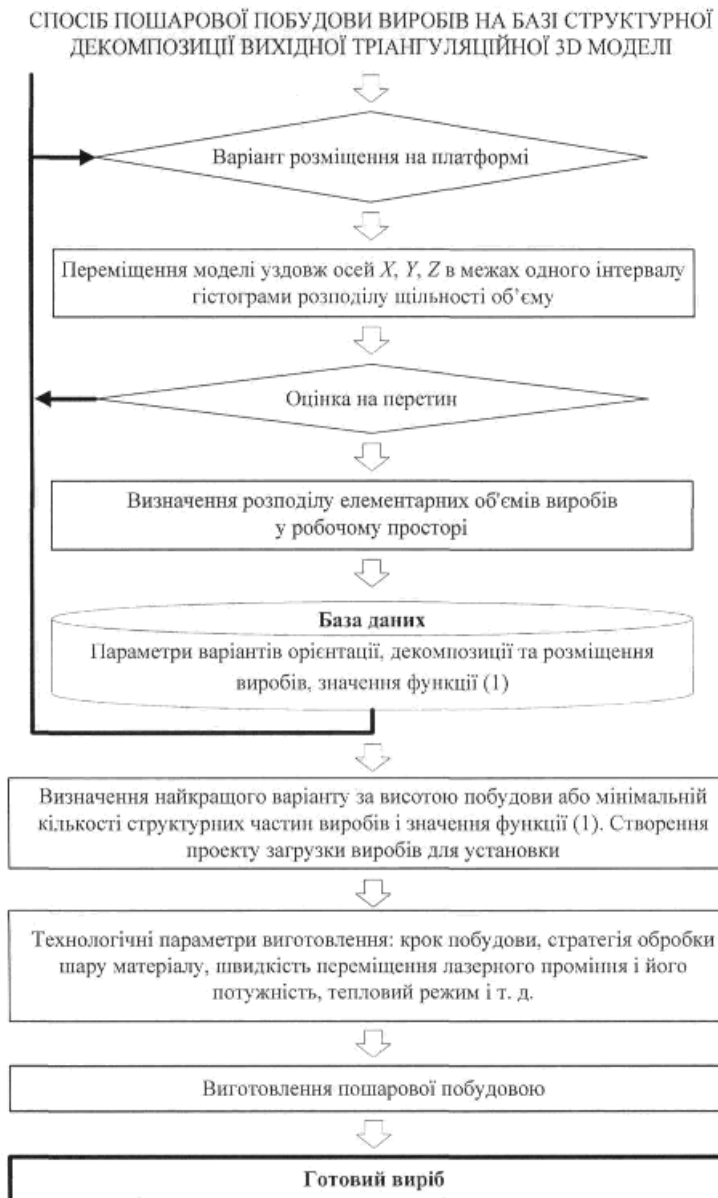 СПОСІБ ПОШАРОВОЇ ПОБУДОВИ ВИРОБІВ НА БАЗІ СТРУКТУРНОЇ
ДЕКОМПОЗИЦІЇ ВИХІДНОЇ ТРІАНГУЛЯЦІЙНОЇ 3D МОДЕЛІ
Варіант розміщення на платформі
Переміщення моделі уздовж осей X, Y, Z в межах одного інтервалу
гістограми розподілу щільності об’єму
Оцінка на перетин
Визначення розподілу елементарних об'ємів виробів
у робочому просторі
База даних
Параметри варіантів орієнтації, декомпозиції та розміщення
виробів, значення функції (1)
Визначення найкращого варіанту за висотою побудови або мінімальній
кількості структурних частин виробів і значення функції (1). Створення
проекту загрузки виробів для установки
Технологічні параметри виготовлення: крок побудови, стратегія обробки
шару матеріалу, швидкість переміщення лазерного проміння і його
потужність, тепловий режим і т. д.
Виготовлення пошарової побудовою
Готовий виріб